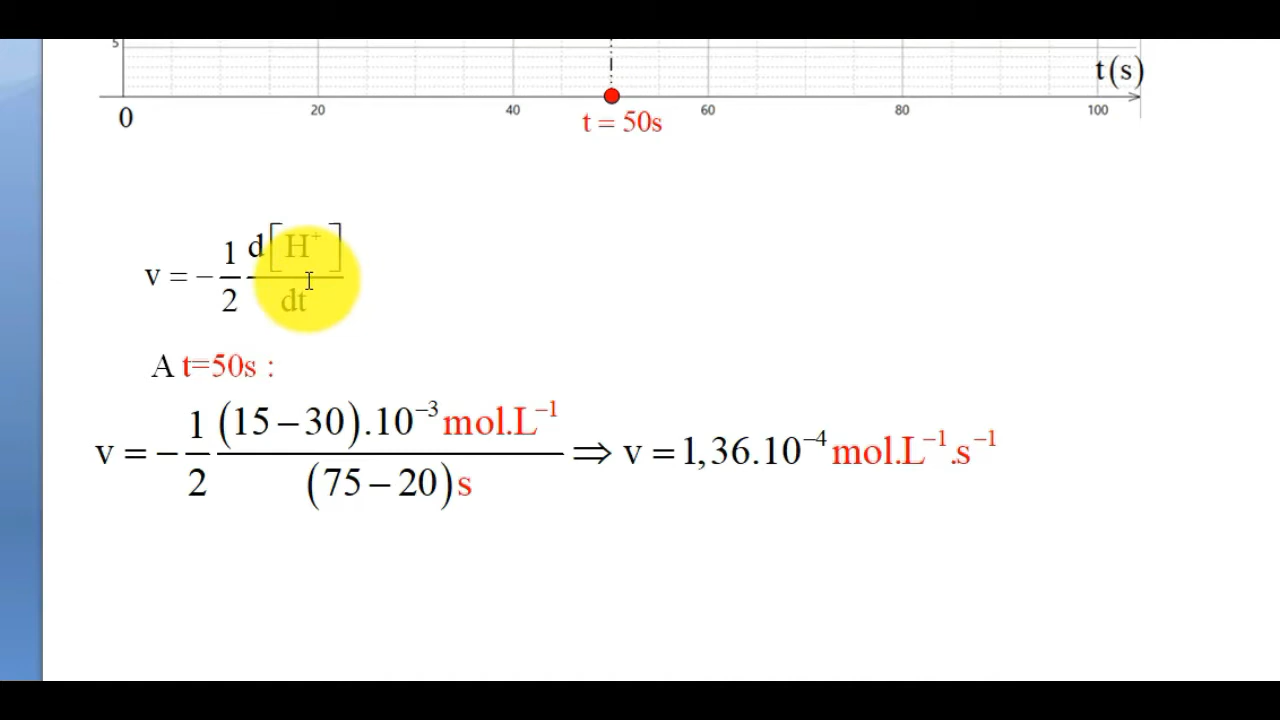 5
t(s)
0 20 40 60 80 100
t = 50s
v = −1/2 d[H⁺]/dt
A t=50s :
v = −1/2 (15−30).10⁻³ mol.L⁻¹/(75−20)s ⇒ v = 1,36.10⁻⁴ mol.L⁻¹.s⁻¹